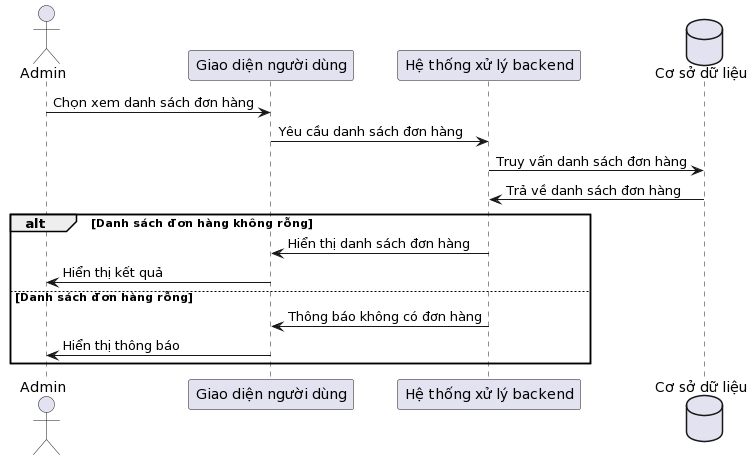 Admin
Giao diện người dùng
Hệ thống xử lý backend
Cơ sở dữ liệu
Chọn xem danh sách đơn hàng
Yêu cầu danh sách đơn hàng
Truy vấn danh sách đơn hàng
Trả về danh sách đơn hàng
alt
[Danh sách đơn hàng không rỗng]
Hiển thị danh sách đơn hàng
Hiển thị kết quả
[Danh sách đơn hàng rỗng]
Thông báo không có đơn hàng
Hiển thị thông báo
Admin
Giao diện người dùng
Hệ thống xử lý backend
Cơ sở dữ liệu